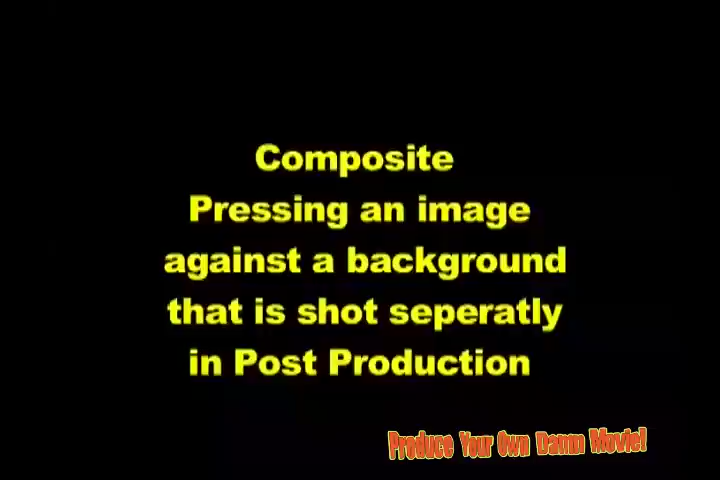 Composite
Pressing an image
against a background
that is shot seperatly
in Post Production
Produce Your Own Damn Movie!